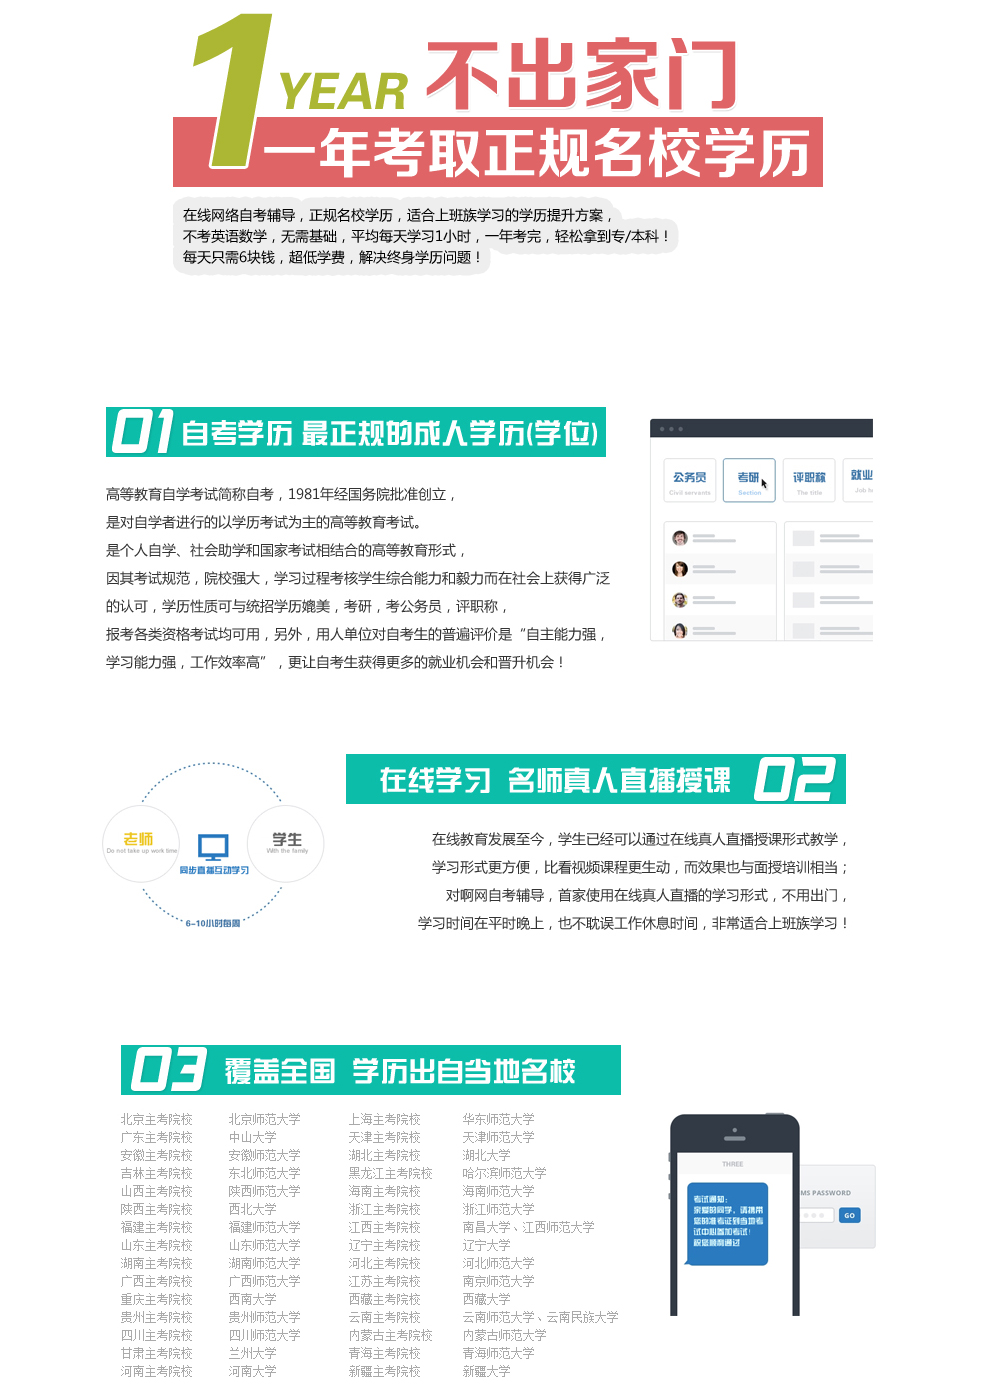 1 YEAR 不出家门
一年考取正规名校学历
在线网络自考辅导，正规名校学历，适合上班族学习的学历提升方案，
不考英语数学，无需基础，平均每天学习1小时，一年考完，轻松拿到专/本科！
每天只需6块钱，超低学费，解决终身学历问题！
01 自考学历 最正规的成人学历(学位)
高等教育自学考试简称自考，1981年经国务院批准创立，
是对自学者进行的以学历考试为主的高等教育考试。
是个人自学、社会助学和国家考试相结合的高等教育形式，
因其考试规范，院校强大，学习过程考核学生综合能力和毅力而在社会上获得广泛
的认可，学历性质可与统招学历媲美，考研，考公务员，评职称，
报考各类资格考试均可用，另外，用人单位对自考生的普遍评价是“自主能力强，
学习能力强，工作效率高”，更让自考生获得更多的就业机会和晋升机会！
公务员 考研 评职称 就业
Civil servants Section The title Job to
在线学习 名师真人直播授课 02
老师 学生
Do not take up work time With the family
同步直播互动学习
6-10小时每周
在线教育发展至今，学生已经可以通过在线真人直播授课形式教学，
学习形式更方便，比看视频课程更生动，而效果也与面授培训相当；
对啊网自考辅导，首家使用在线真人直播的学习形式，不用出门，
学习时间在平时晚上，也不耽误工作休息时间，非常适合上班族学习！
03 覆盖全国 学历出自当地名校
北京主考院校 北京师范大学 上海主考院校 华东师范大学
广东主考院校 中山大学 天津主考院校 天津师范大学
安徽主考院校 安徽师范大学 湖北主考院校 湖北大学
吉林主考院校 东北师范大学 黑龙江主考院校 哈尔滨师范大学
山西主考院校 陕西师范大学 海南主考院校 海南师范大学
陕西主考院校 西北大学 浙江主考院校 浙江师范大学
福建主考院校 福建师范大学 江西主考院校 南昌大学、江西师范大学
山东主考院校 山东师范大学 辽宁主考院校 辽宁大学
湖南主考院校 湖南师范大学 河北主考院校 河北师范大学
广西主考院校 广西师范大学 江苏主考院校 南京师范大学
重庆主考院校 西南大学 西藏主考院校 西藏大学
贵州主考院校 贵州师范大学 云南主考院校 云南师范大学、云南民族大学
四川主考院校 四川师范大学 内蒙古主考院校 内蒙古师范大学
甘肃主考院校 兰州大学 青海主考院校 青海师范大学
河南主考院校 河南大学 新疆主考院校 新疆大学
THREE
考试通知：
亲爱的同学，请携带
您的准考证到当地考
试中心参加考试！
祝您顺利通过
MS PASSWORD
GO